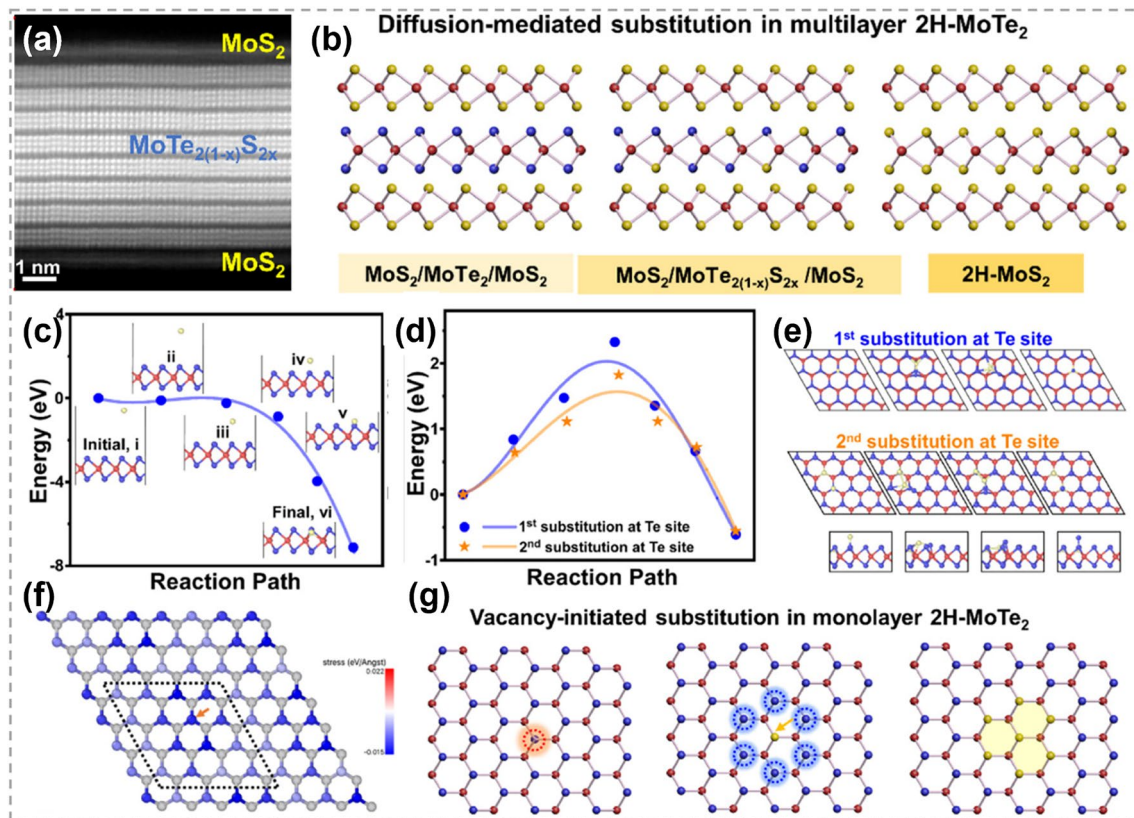 (a)
MoS₂
MoTe₂₍₁₋ₓ₎S₂ₓ
MoS₂
1 nm
(b)
Diffusion-mediated substitution in multilayer 2H-MoTe₂
MoS₂/MoTe₂/MoS₂
MoS₂/MoTe₂₍₁₋ₓ₎S₂ₓ /MoS₂
2H-MoS₂
(c)
Energy (eV)
4
0
-4
-8
Initial, i
ii
iii
iv
v
Final, vi
Reaction Path
(d)
Energy (eV)
2
1
0
-1
1ˢᵗ substitution at Te site
2ⁿᵈ substitution at Te site
Reaction Path
(e)
1ˢᵗ substitution at Te site
2ⁿᵈ substitution at Te site
(f)
stress (eV/Angst)
0.022
-0.015
(g)
Vacancy-initiated substitution in monolayer 2H-MoTe₂